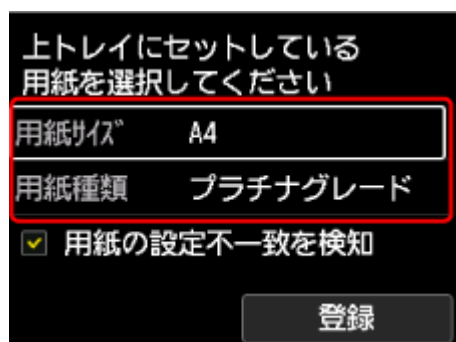 上トレイにセットしている
用紙を選択してください
用紙ｻｲｽﾞ A4
用紙種類 プラチナグレード
用紙の設定不一致を検知
登録